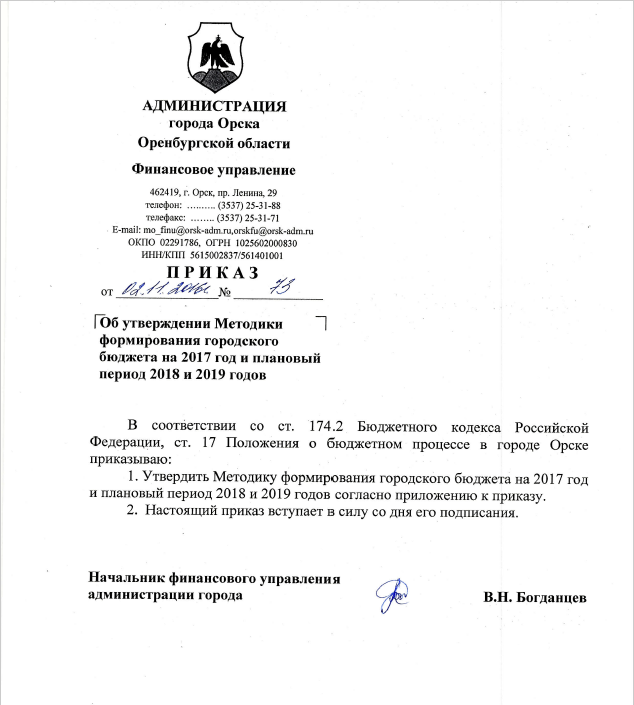 АДМИНИСТРАЦИЯ
города Орска
Оренбургской области
Финансовое управление
462419, г. Орск, пр. Ленина, 29
телефон: .……. (3537) 25-31-88
телефакс: …….. (3537) 25-31-71
E-mail: mo_finu@orsk-adm.ru,orskfu@orsk-adm.ru
ОКПО 02291786, ОГРН 1025602000830
ИНН/КПП 5615002837/561401001
П Р И К А З
от 02.11.2016г. № 73
Об утверждении Методики
формирования городского
бюджета на 2017 год и плановый
период 2018 и 2019 годов
В соответствии со ст. 174.2 Бюджетного кодекса Российской
Федерации, ст. 17 Положения о бюджетном процессе в городе Орске
приказываю:
1. Утвердить Методику формирования городского бюджета на 2017 год
и плановый период 2018 и 2019 годов согласно приложению к приказу.
2. Настоящий приказ вступает в силу со дня его подписания.
Начальник финансового управления
администрации города В.Н. Богданцев